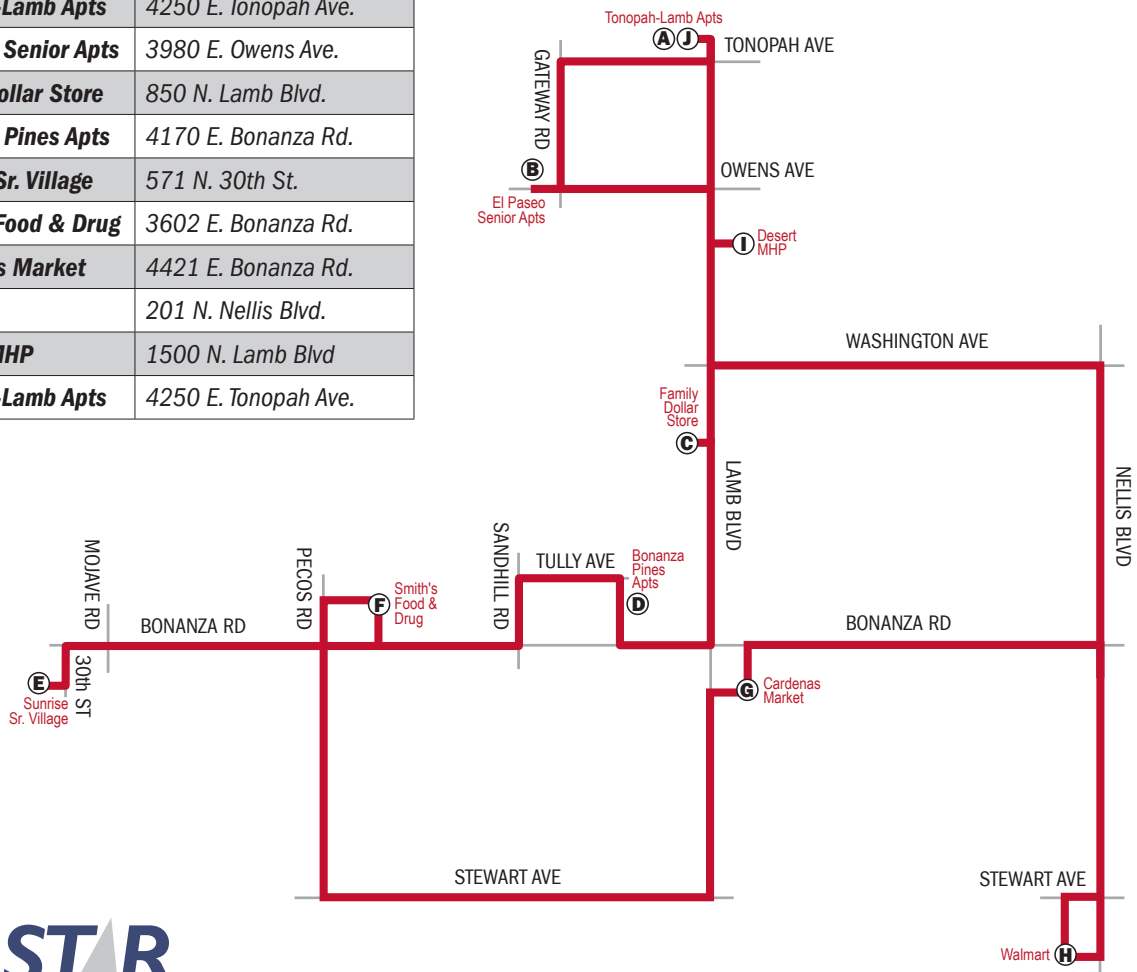 -Lamb Apts 4250 E. Tonopah Ave.
Senior Apts 3980 E. Owens Ave.
ollar Store 850 N. Lamb Blvd.
Pines Apts 4170 E. Bonanza Rd.
Sr. Village 571 N. 30th St.
Food & Drug 3602 E. Bonanza Rd.
s Market 4421 E. Bonanza Rd.
201 N. Nellis Blvd.
MHP 1500 N. Lamb Blvd
-Lamb Apts 4250 E. Tonopah Ave.
Tonopah-Lamb Apts
A J
TONOPAH AVE
GATEWAY RD
B
El Paseo
Senior Apts
OWENS AVE
I
Desert
MHP
WASHINGTON AVE
Family
Dollar
Store
C
LAMB BLVD
NELLIS BLVD
MOJAVE RD
BONANZA RD
PECOS RD
F
Smith's
Food &
Drug
SANDHILL RD
TULLY AVE
Bonanza
Pines
Apts
D
BONANZA RD
E
Sunrise
Sr. Village
30th ST
G
Cardenas
Market
STEWART AVE
STEWART AVE
Walmart H
STAR